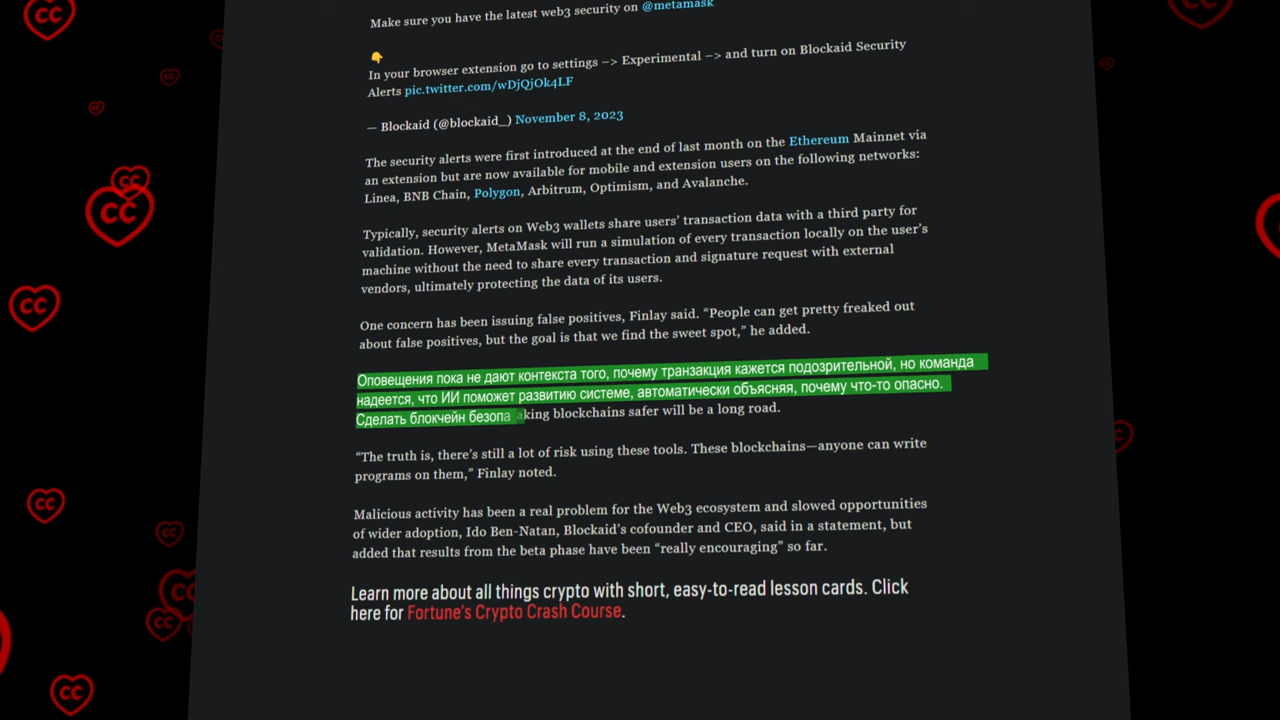 Make sure you have the latest web3 security on @metamask
In your browser extension go to settings –> Experimental –> and turn on Blockaid Security
Alerts pic.twitter.com/wDjQjOk4LF
— Blockaid (@blockaid_) November 8, 2023
The security alerts were first introduced at the end of last month on the Ethereum Mainnet via
an extension but are now available for mobile and extension users on the following networks:
Linea, BNB Chain, Polygon, Arbitrum, Optimism, and Avalanche.
Typically, security alerts on Web3 wallets share users’ transaction data with a third party for
validation. However, MetaMask will run a simulation of every transaction locally on the user’s
machine without the need to share every transaction and signature request with external
vendors, ultimately protecting the data of its users.
One concern has been issuing false positives, Finlay said. “People can get pretty freaked out
about false positives, but the goal is that we find the sweet spot,” he added.
Оповещения пока не дают контекста того, почему транзакция кажется подозрительной, но команда
надеется, что ИИ поможет развитию системе, автоматически объясняя, почему что-то опасно.
Сделать блокчейн безопа aking blockchains safer will be a long road.
“The truth is, there’s still a lot of risk using these tools. These blockchains—anyone can write
programs on them,” Finlay noted.
Malicious activity has been a real problem for the Web3 ecosystem and slowed opportunities
of wider adoption, Ido Ben-Natan, Blockaid’s cofounder and CEO, said in a statement, but
added that results from the beta phase have been “really encouraging” so far.
Learn more about all things crypto with short, easy-to-read lesson cards. Click
here for Fortune's Crypto Crash Course.
CC
CC
CC
CC
CC
CC
CC